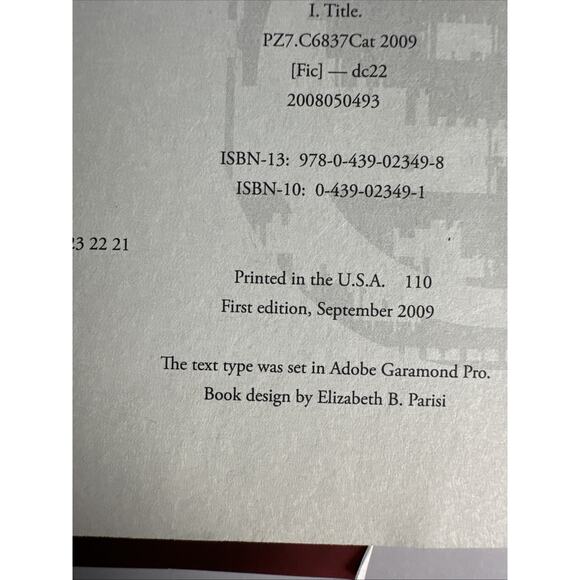 I. Title.
PZ7.C6837Cat 2009
[Fic] — dc22
2008050493
ISBN-13: 978-0-439-02349-8
ISBN-10: 0-439-02349-1
23 22 21
Printed in the U.S.A. 110
First edition, September 2009
The text type was set in Adobe Garamond Pro.
Book design by Elizabeth B. Parisi